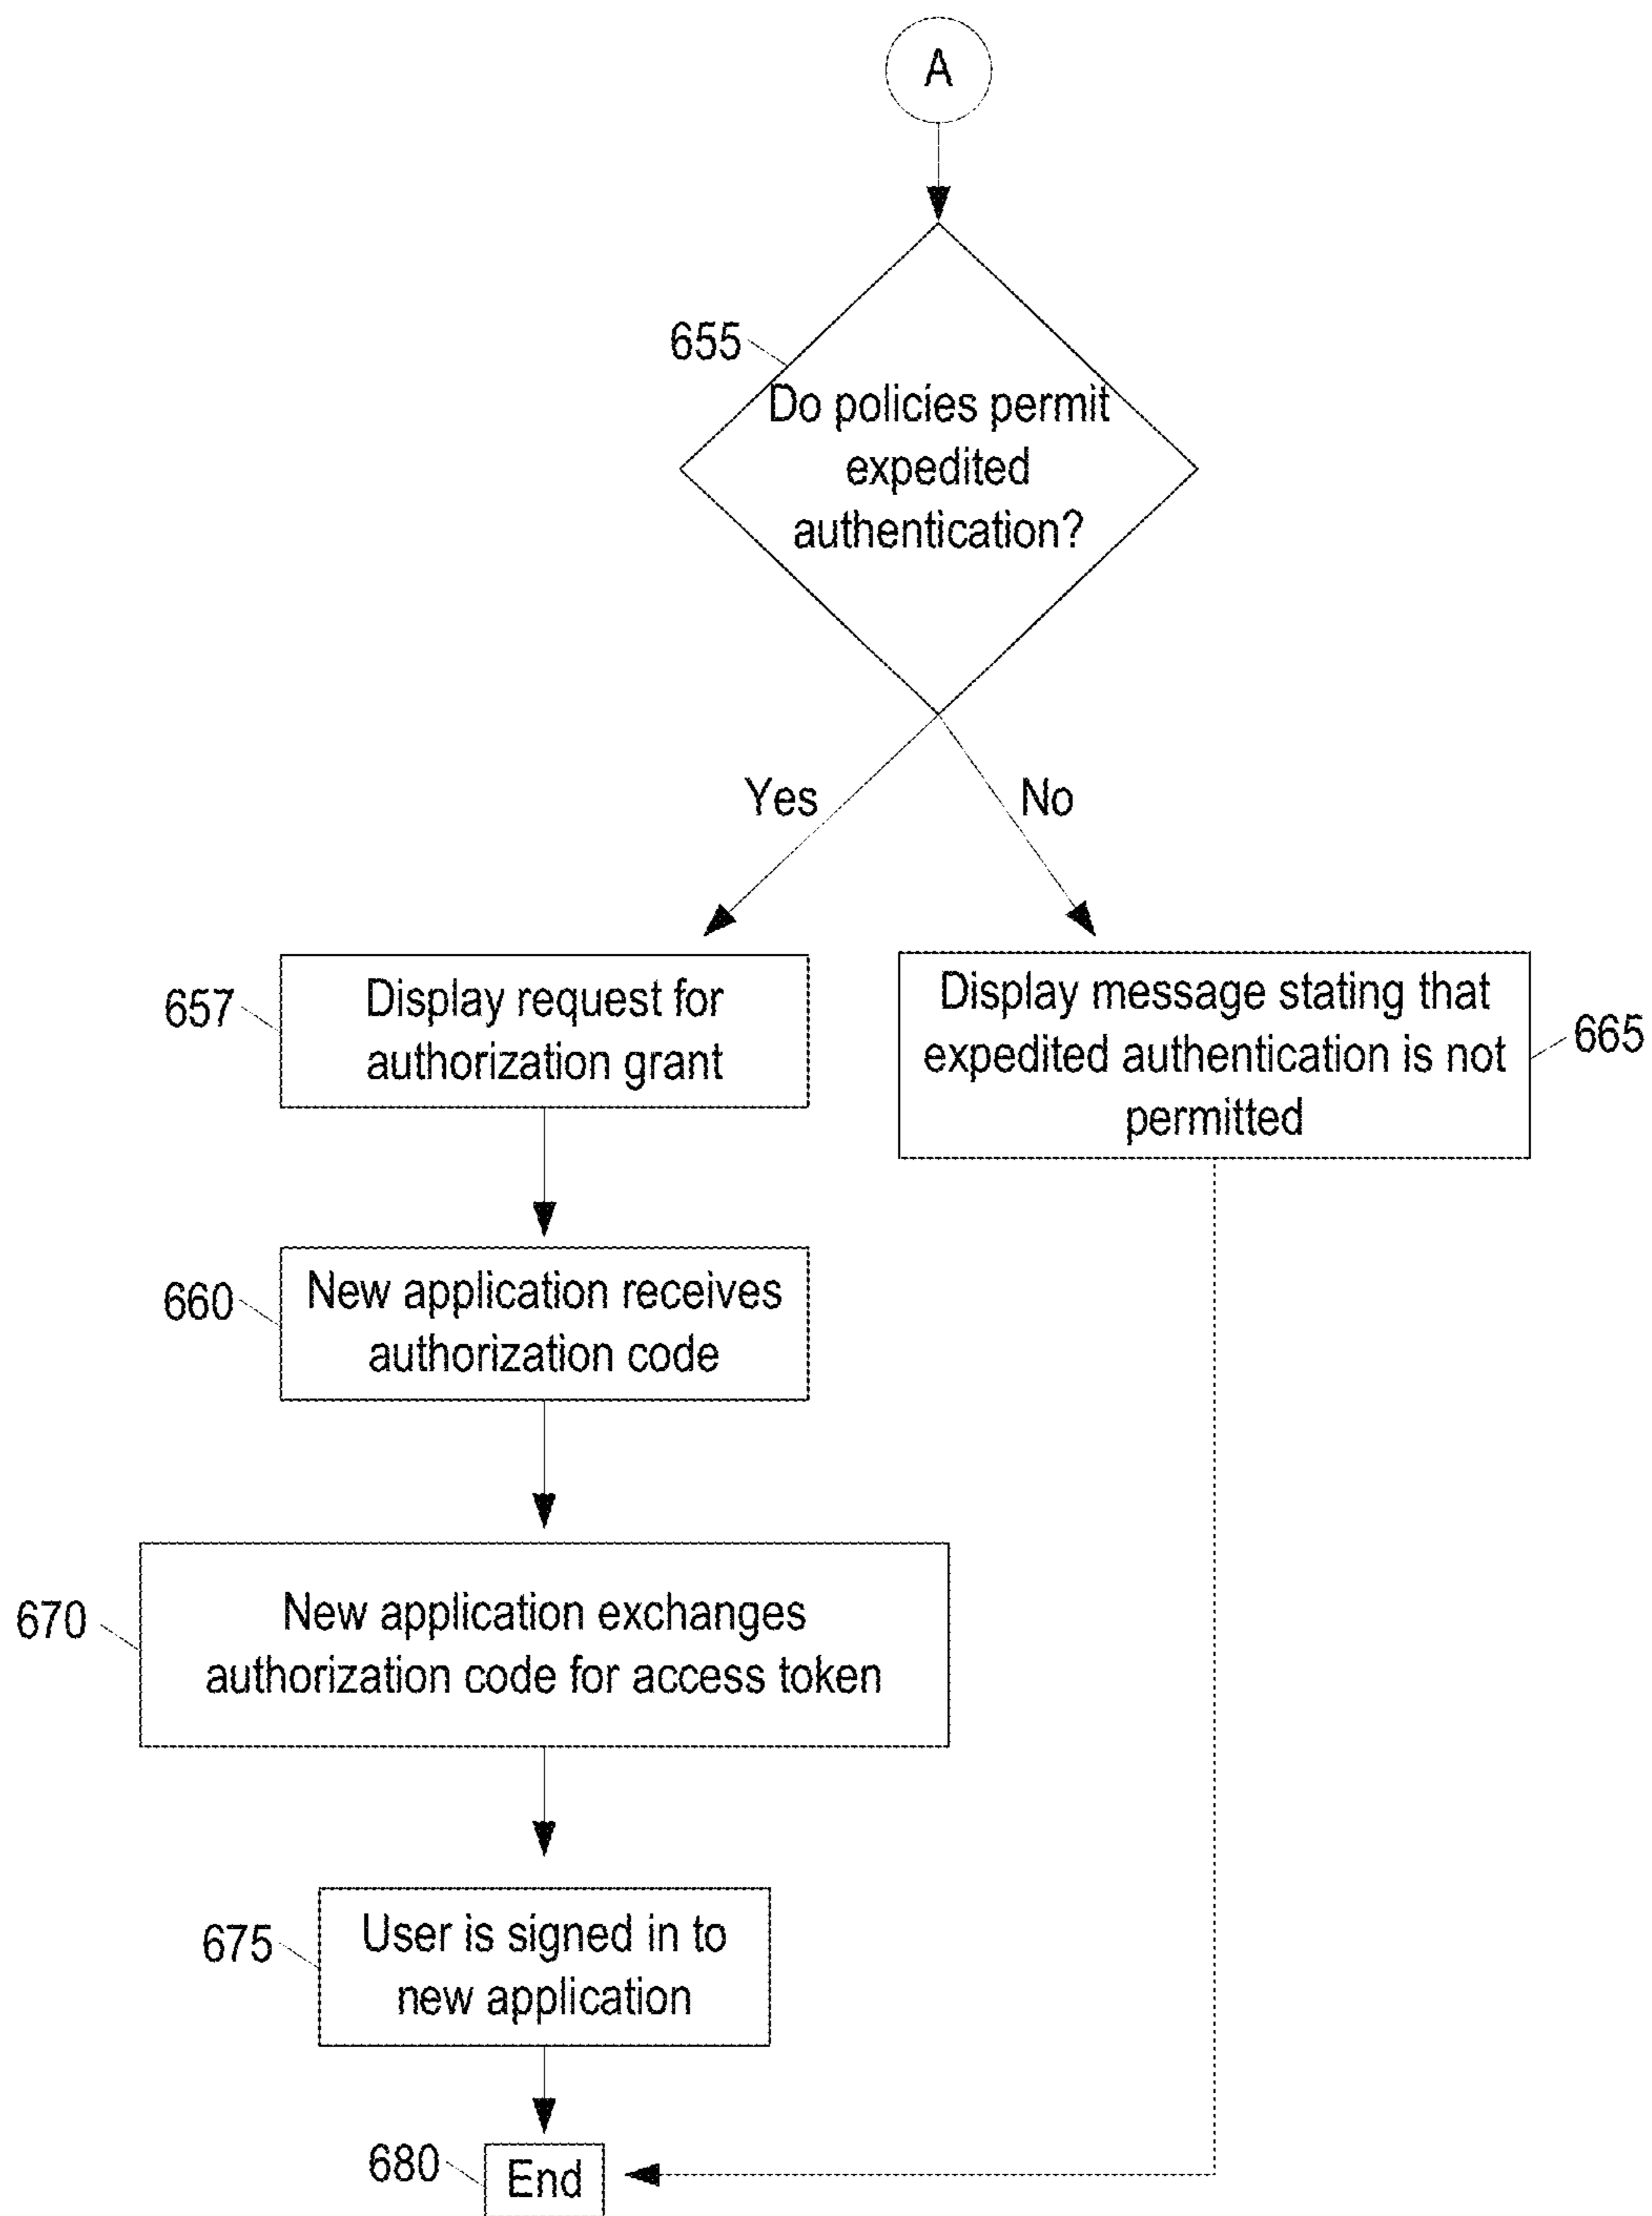 A
655
Do policies permit
expedited
authentication?
Yes
No
657
Display request for
authorization grant
Display message stating that
expedited authentication is not
permitted
665
660
New application receives
authorization code
670
New application exchanges
authorization code for access token
675
User is signed in to
new application
680
End